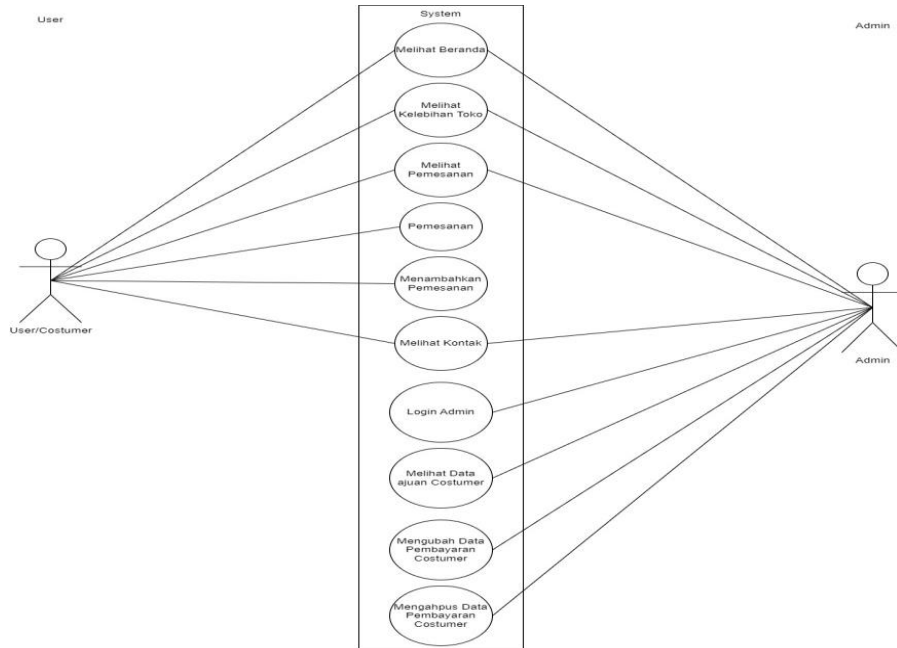 User
System
Admin
Melihat Beranda
Melihat
Kelebihan Toko
Melihat
Pemesanan
Pemesanan
Menambahkan
Pemesanan
User/Costumer
Melihat Kontak
Admin
Login Admin
Melihat Data
ajuan Costumer
Mengubah Data
Pembayaran
Costumer
Mengahpus Data
Pembayaran
Costumer